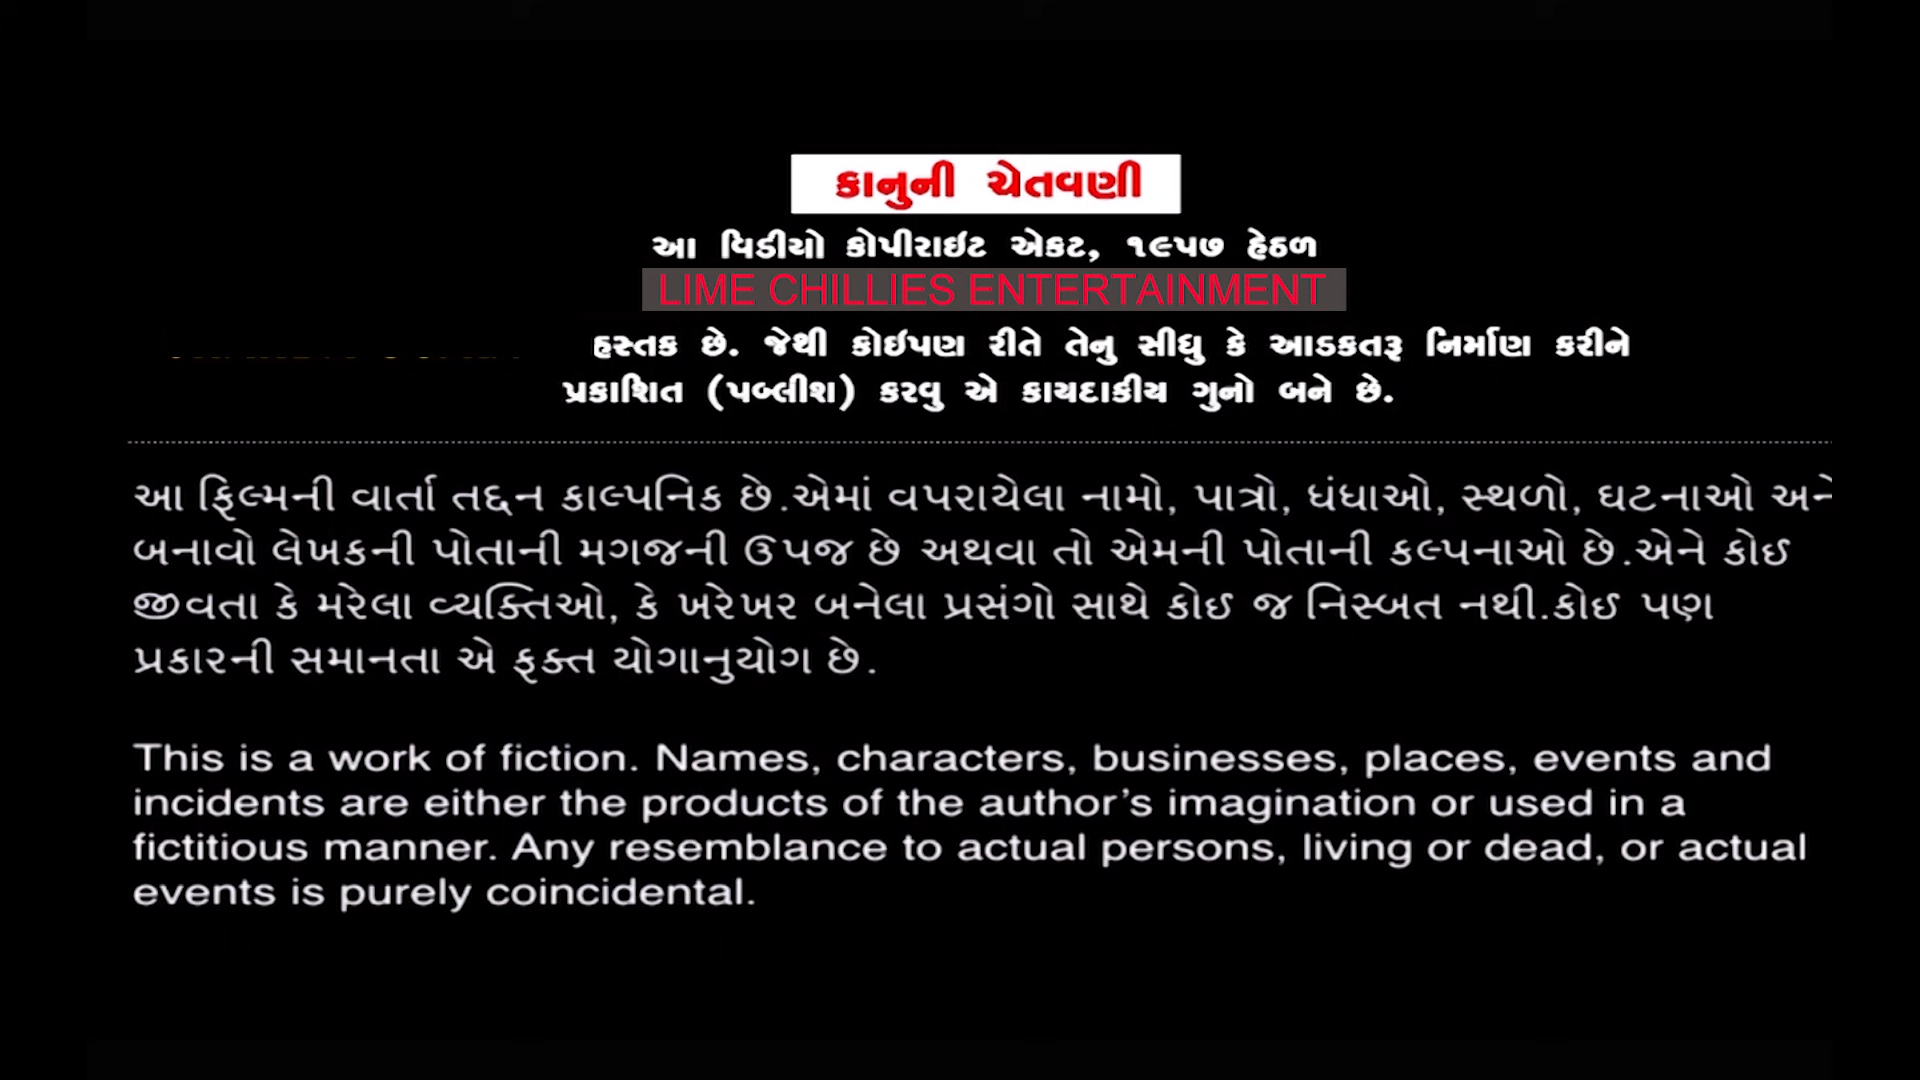 કાનુની ચેતવણી
આ વિડીયો કોપીરાઇટ એકટ, ૧૯૫૭ હેઠળ
LIME CHILLIES ENTERTAINMENT
હસ્તક છે. જેથી કોઇપણ રીતે તેનુ સીધુ કે આડકતરૂ નિર્માણ કરીને
પ્રકાશિત (પબ્લીશ) કરવુ એ કાયદાકીય ગુનો બને છે.
આ ફિલ્મની વાર્તા તદ્દન કાલ્પનિક છે.એમાં વપરાયેલા નામો, પાત્રો, ધંધાઓ, સ્થળો, ઘટનાઓ અને
બનાવો લેખકની પોતાની મગજની ઉપજ છે અથવા તો એમની પોતાની કલ્પનાઓ છે.એને કોઈ
જીવતા કે મરેલા વ્યક્તિઓ, કે ખરેખર બનેલા પ્રસંગો સાથે કોઈ જ નિસ્બત નથી.કોઈ પણ
પ્રકારની સમાનતા એ ફક્ત યોગાનુયોગ છે.
This is a work of fiction. Names, characters, businesses, places, events and
incidents are either the products of the author's imagination or used in a
fictitious manner. Any resemblance to actual persons, living or dead, or actual
events is purely coincidental.